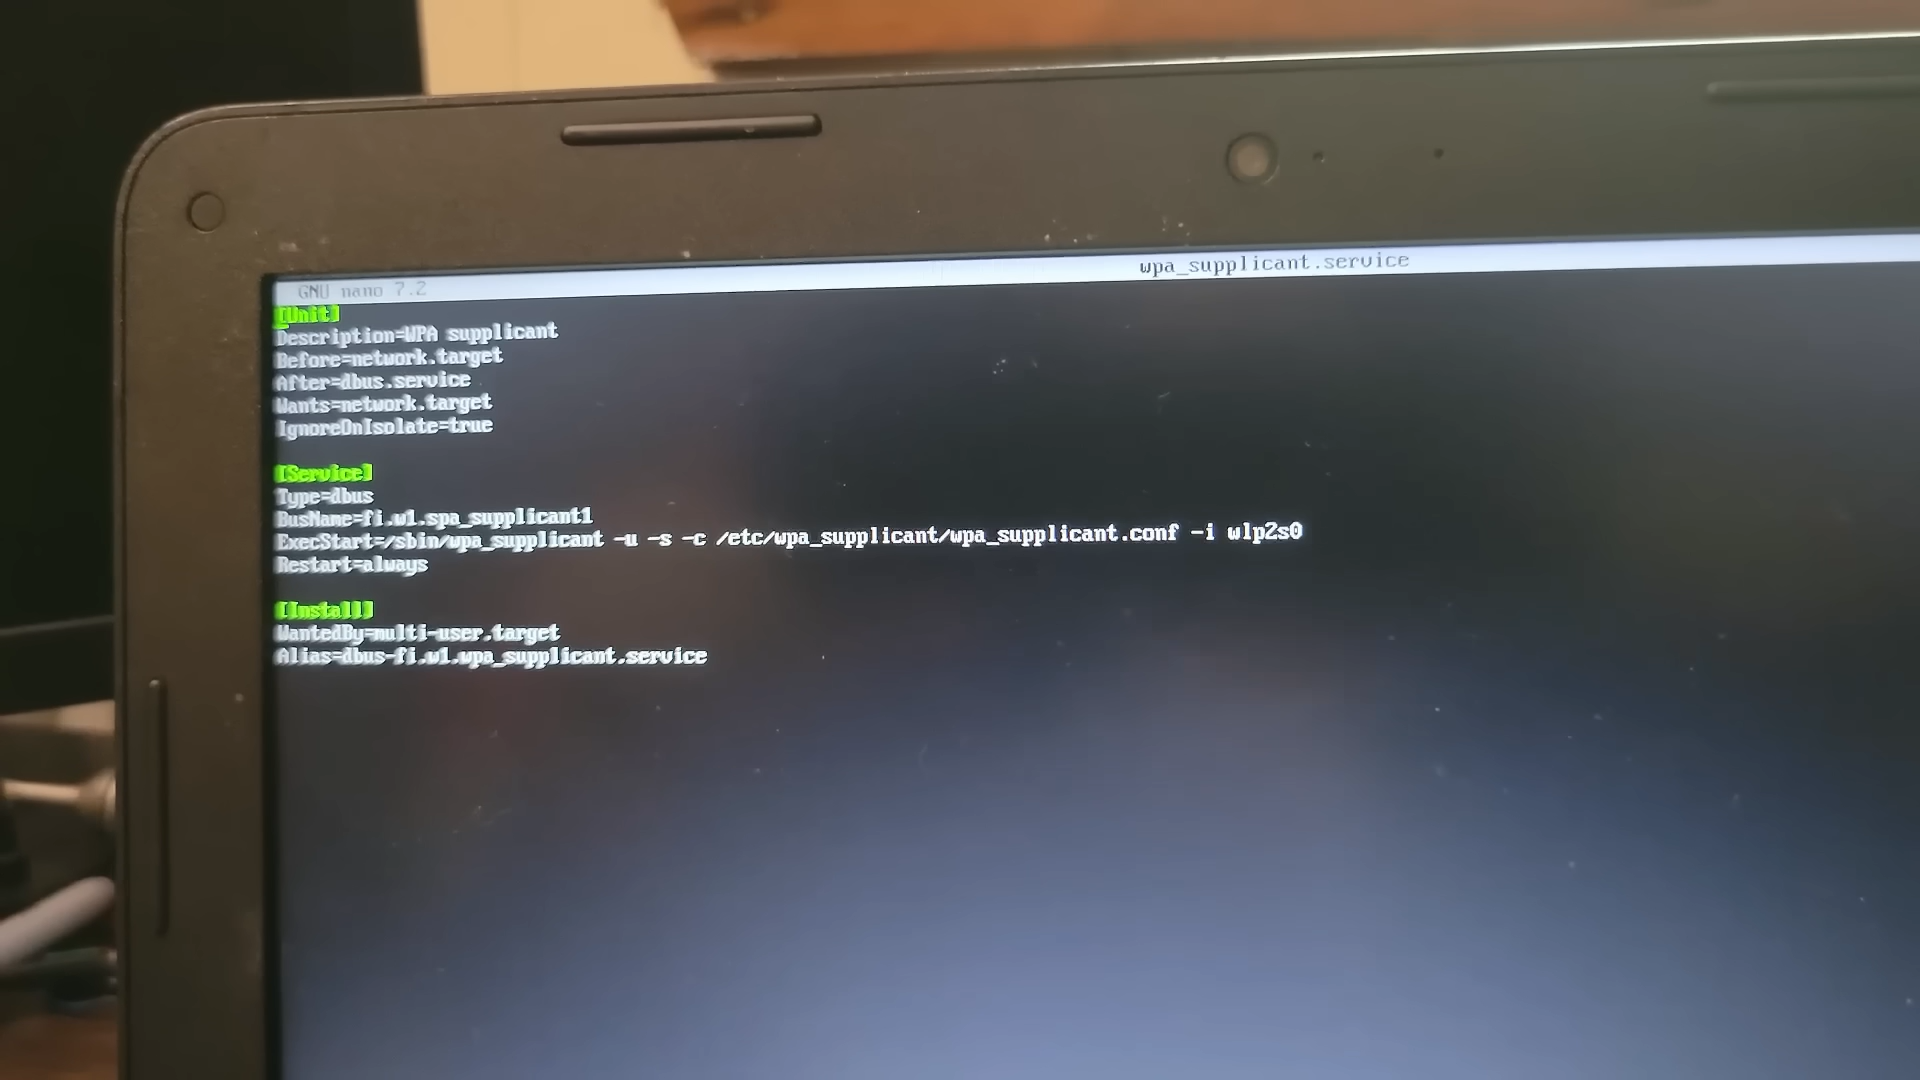 GNU nano 7.2
wpa_supplicant.service
[Unit]
Description=WPA supplicant
Before=network.target
After=dbus.service
Wants=network.target
IgnoreOnIsolate=true
[Service]
Type=dbus
BusName=fi.w1.spa_supplicant1
ExecStart=/sbin/wpa_supplicant -u -s -c /etc/wpa_supplicant/wpa_supplicant.conf -i wlp2s0
Restart=always
[Install]
WantedBy=multi-user.target
Alias=dbus-fi.w1.wpa_supplicant.service